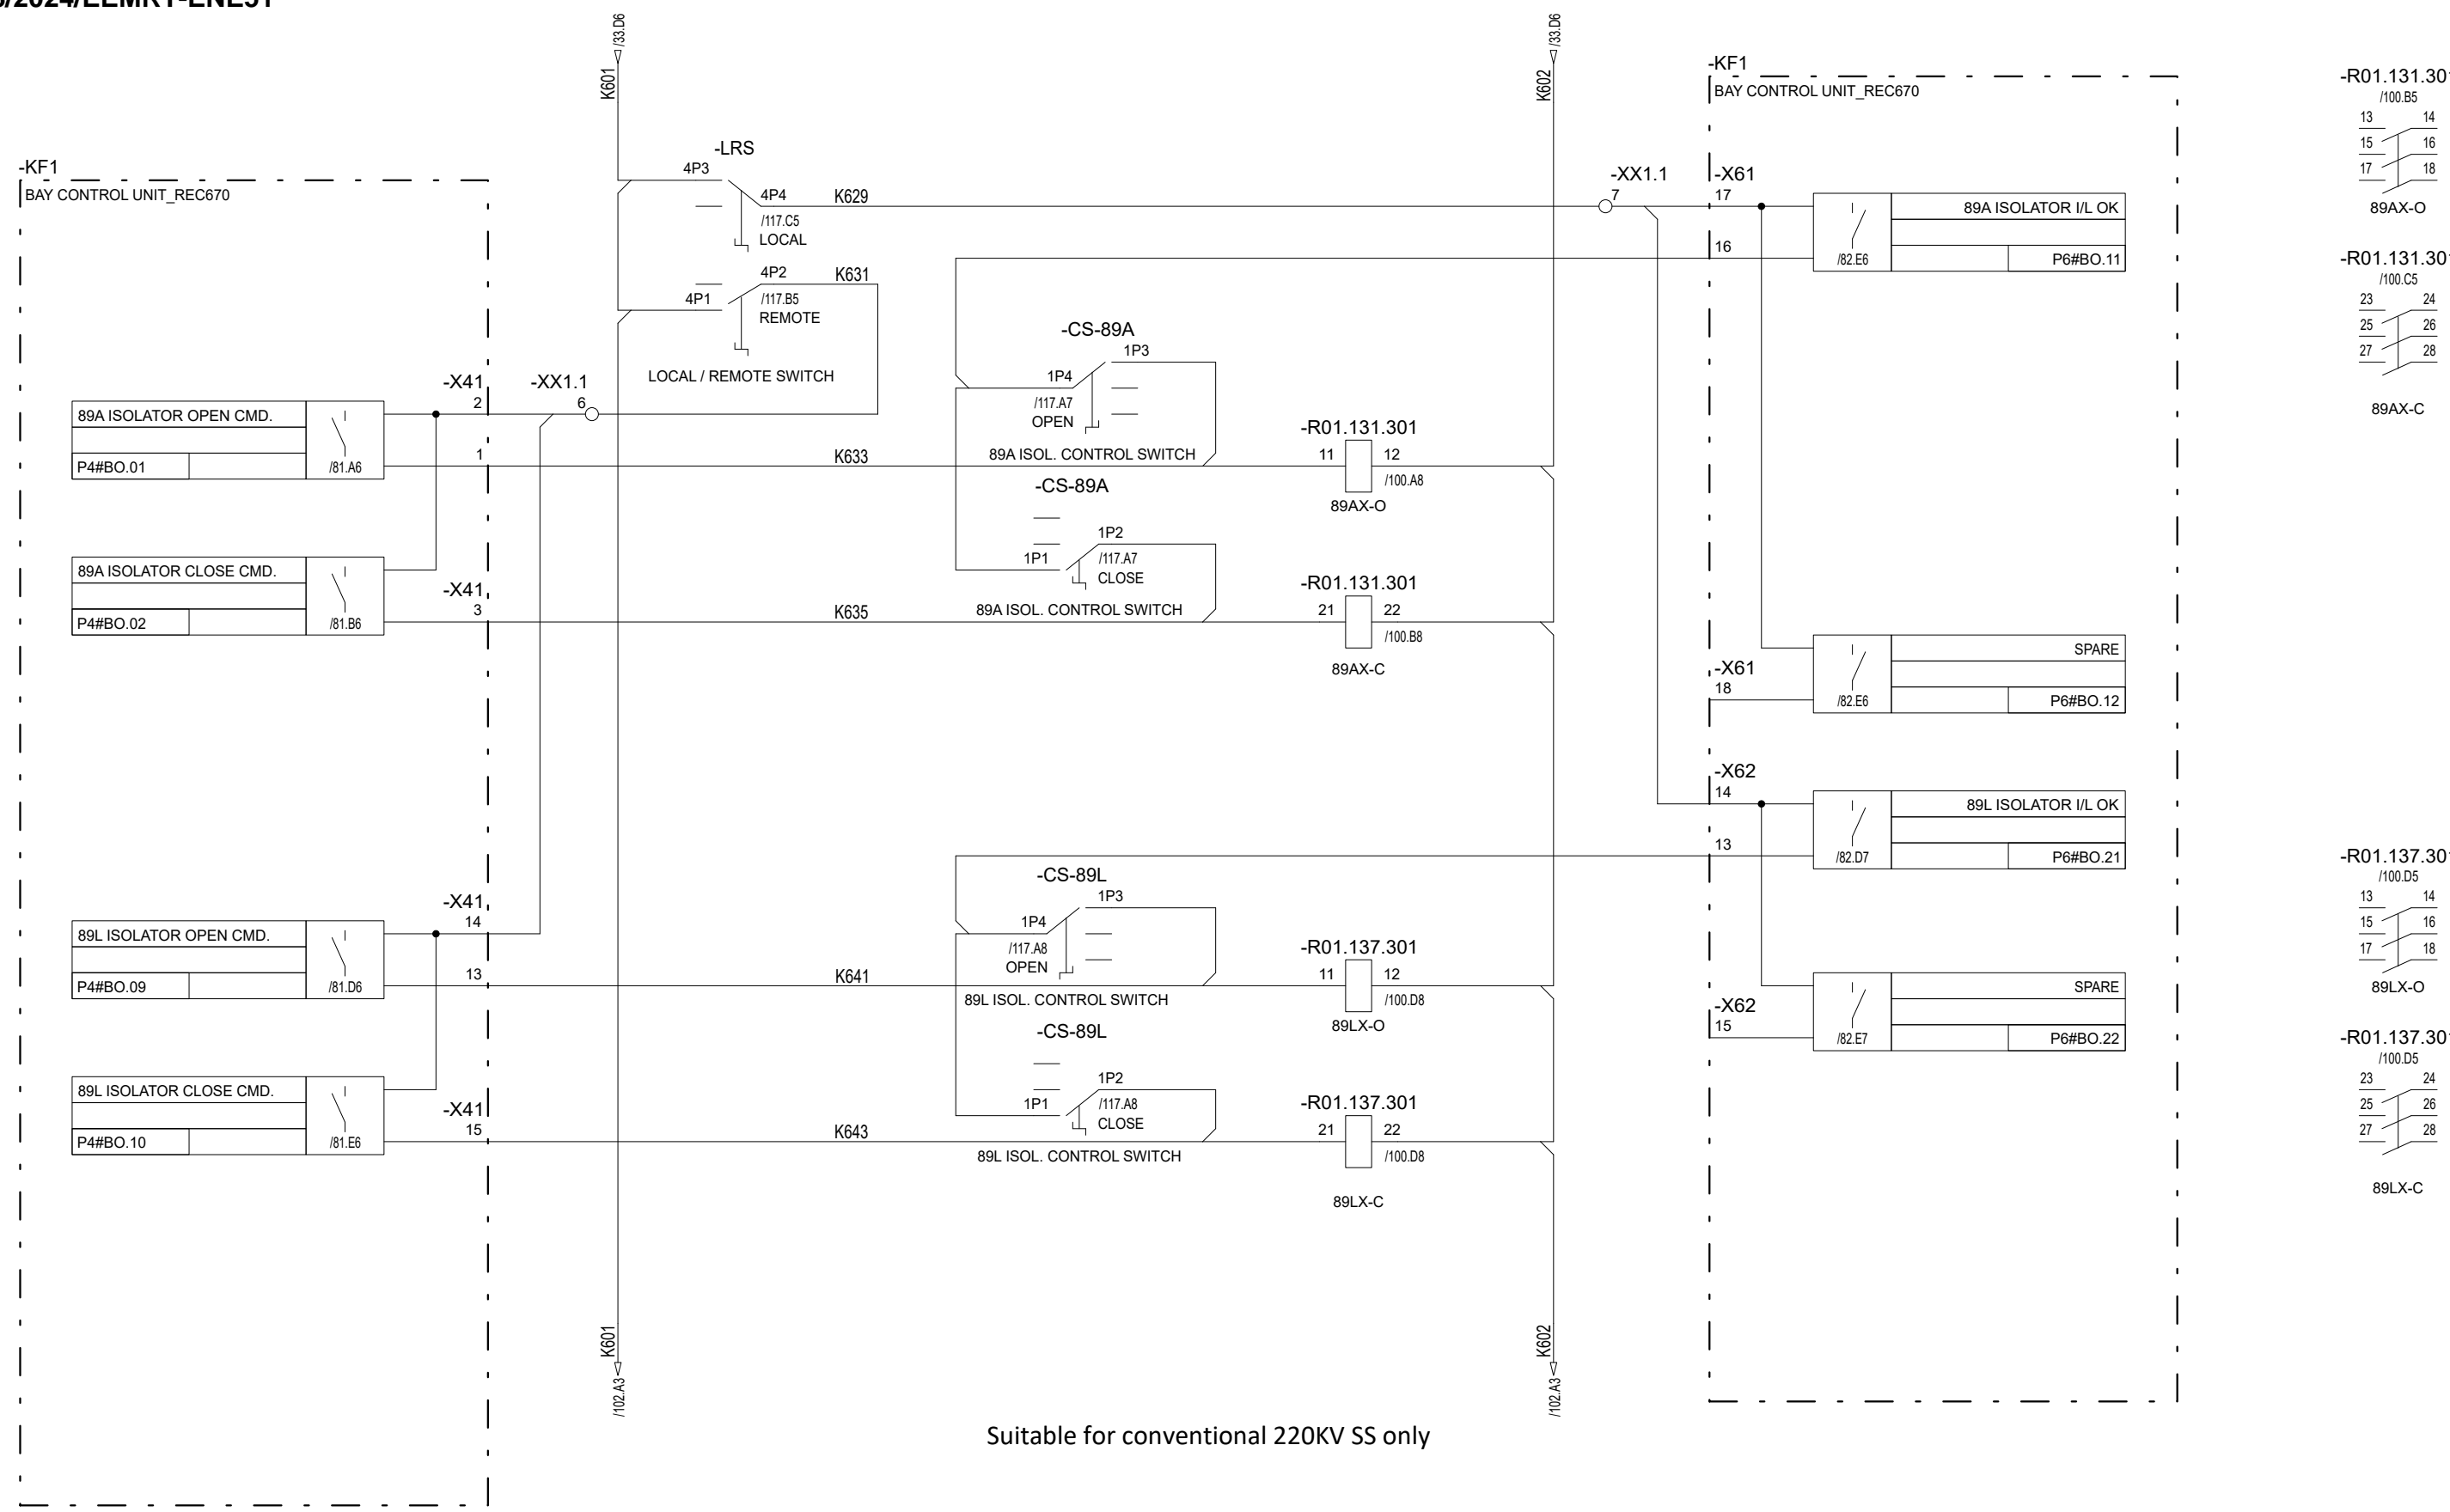 /33.D6
K601
/33.D6
K602
-KF1
BAY CONTROL UNIT_REC670
89A ISOLATOR OPEN CMD.
P4#BO.01
/81.A6
-X41
2
1
89A ISOLATOR CLOSE CMD.
P4#BO.02
/81.B6
-X41
3
89L ISOLATOR OPEN CMD.
P4#BO.09
/81.D6
-X41
14
13
89L ISOLATOR CLOSE CMD.
P4#BO.10
/81.E6
-X41
15
-XX1.1
6
-LRS
4P3
4P4
K629
/117.C5
LOCAL
4P2
K631
4P1
/117.B5
REMOTE
LOCAL / REMOTE SWITCH
-CS-89A
1P3
1P4
/117.A7
OPEN
K633
89A ISOL. CONTROL SWITCH
-R01.131.301
11
12
/100.A8
89AX-O
-CS-89A
1P2
1P1
/117.A7
CLOSE
K635
89A ISOL. CONTROL SWITCH
-R01.131.301
21
22
/100.B8
89AX-C
-CS-89L
1P3
1P4
/117.A8
OPEN
K641
89L ISOL. CONTROL SWITCH
-R01.137.301
11
12
/100.D8
89LX-O
-CS-89L
1P2
1P1
/117.A8
CLOSE
K643
89L ISOL. CONTROL SWITCH
-R01.137.301
21
22
/100.D8
89LX-C
K601
/102.A3
K602
/102.A3
-XX1.1
7
-KF1
BAY CONTROL UNIT_REC670
-X61
17
16
/82.E6
89A ISOLATOR I/L OK
P6#BO.11
-X61
18
/82.E6
SPARE
P6#BO.12
-X62
14
13
/82.D7
89L ISOLATOR I/L OK
P6#BO.21
-X62
15
/82.E7
SPARE
P6#BO.22
-R01.131.301
/100.B5
13 14
15 16
17 18
89AX-O
-R01.131.301
/100.C5
23 24
25 26
27 28
89AX-C
-R01.137.301
/100.D5
13 14
15 16
17 18
89LX-O
-R01.137.301
/100.D5
23 24
25 26
27 28
89LX-C
Suitable for conventional 220KV SS only